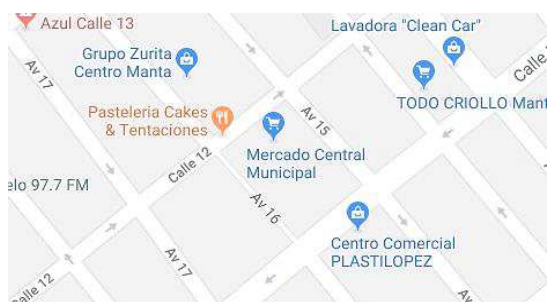 Azul Calle 13
Lavadora "Clean Car"
Grupo Zurita
Centro Manta
Av 17
Calle
TODO CRIOLLO Mant
Pasteleria Cakes
& Tentaciones
Av 15
Mercado Central
Municipal
Calle 12
elo 97.7 FM
Av 16
Centro Comercial
PLASTILOPEZ
Av 17
Calle 12
Av